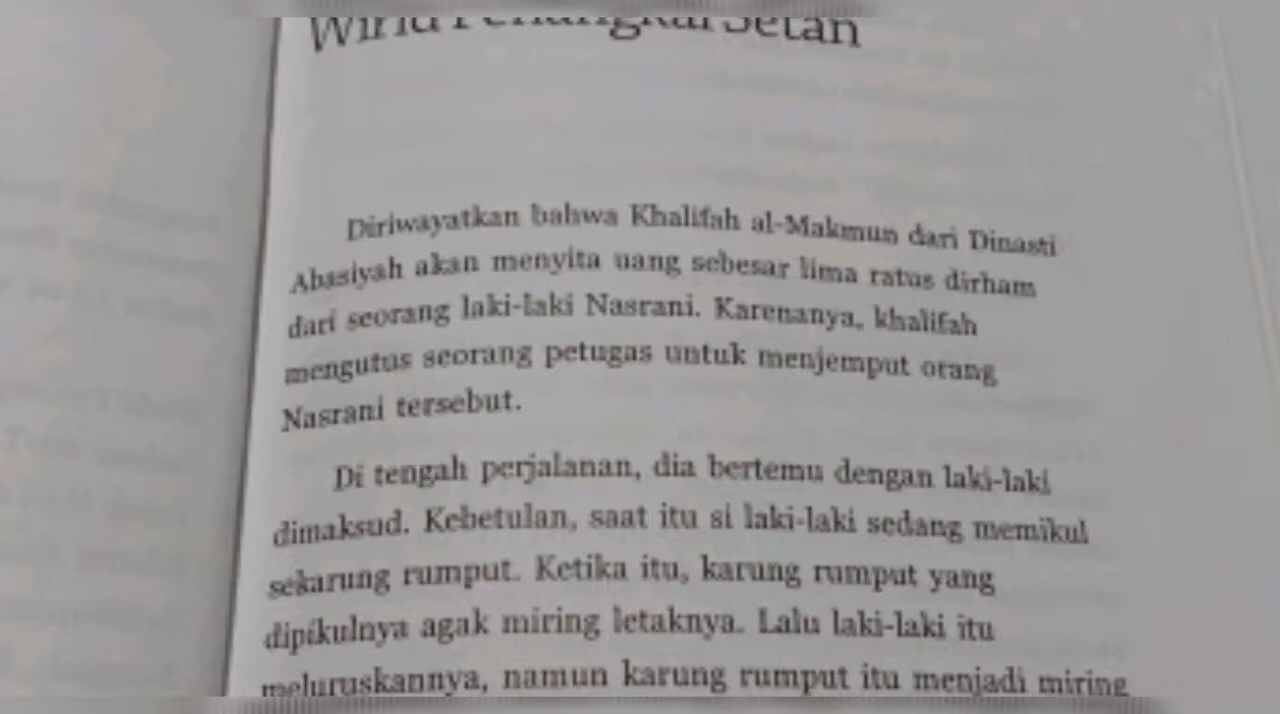 Wirid Penangkal Setan
Diriwayatkan bahwa Khalifah al-Makmun dari Dinasti
Abasiyah akan menyita uang sebesar lima ratus dirham
dari seorang laki-laki Nasrani. Karenanya, khalifah
mengutus seorang petugas untuk menjemput orang
Nasrani tersebut.
Di tengah perjalanan, dia bertemu dengan laki-laki
dimaksud. Kebetulan, saat itu si laki-laki sedang memikul
sekarung rumput. Ketika itu, karung rumput yang
dipikulnya agak miring letaknya. Lalu laki-laki itu
meluruskannya, namun karung rumput itu menjadi miring